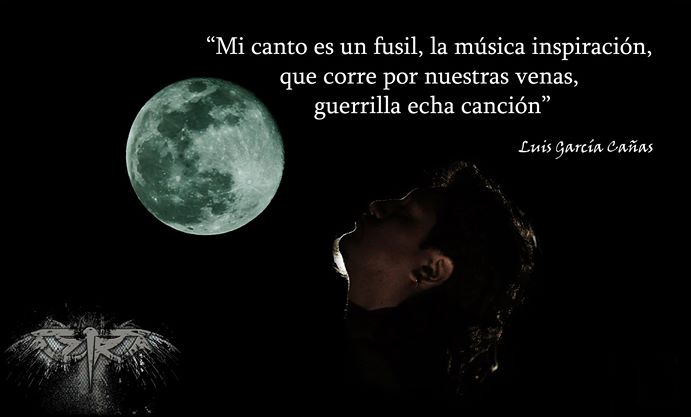 “Mi canto es un fusil, la música inspiración,
que corre por nuestras venas,
guerrilla echa canción”
Luis García Cañas